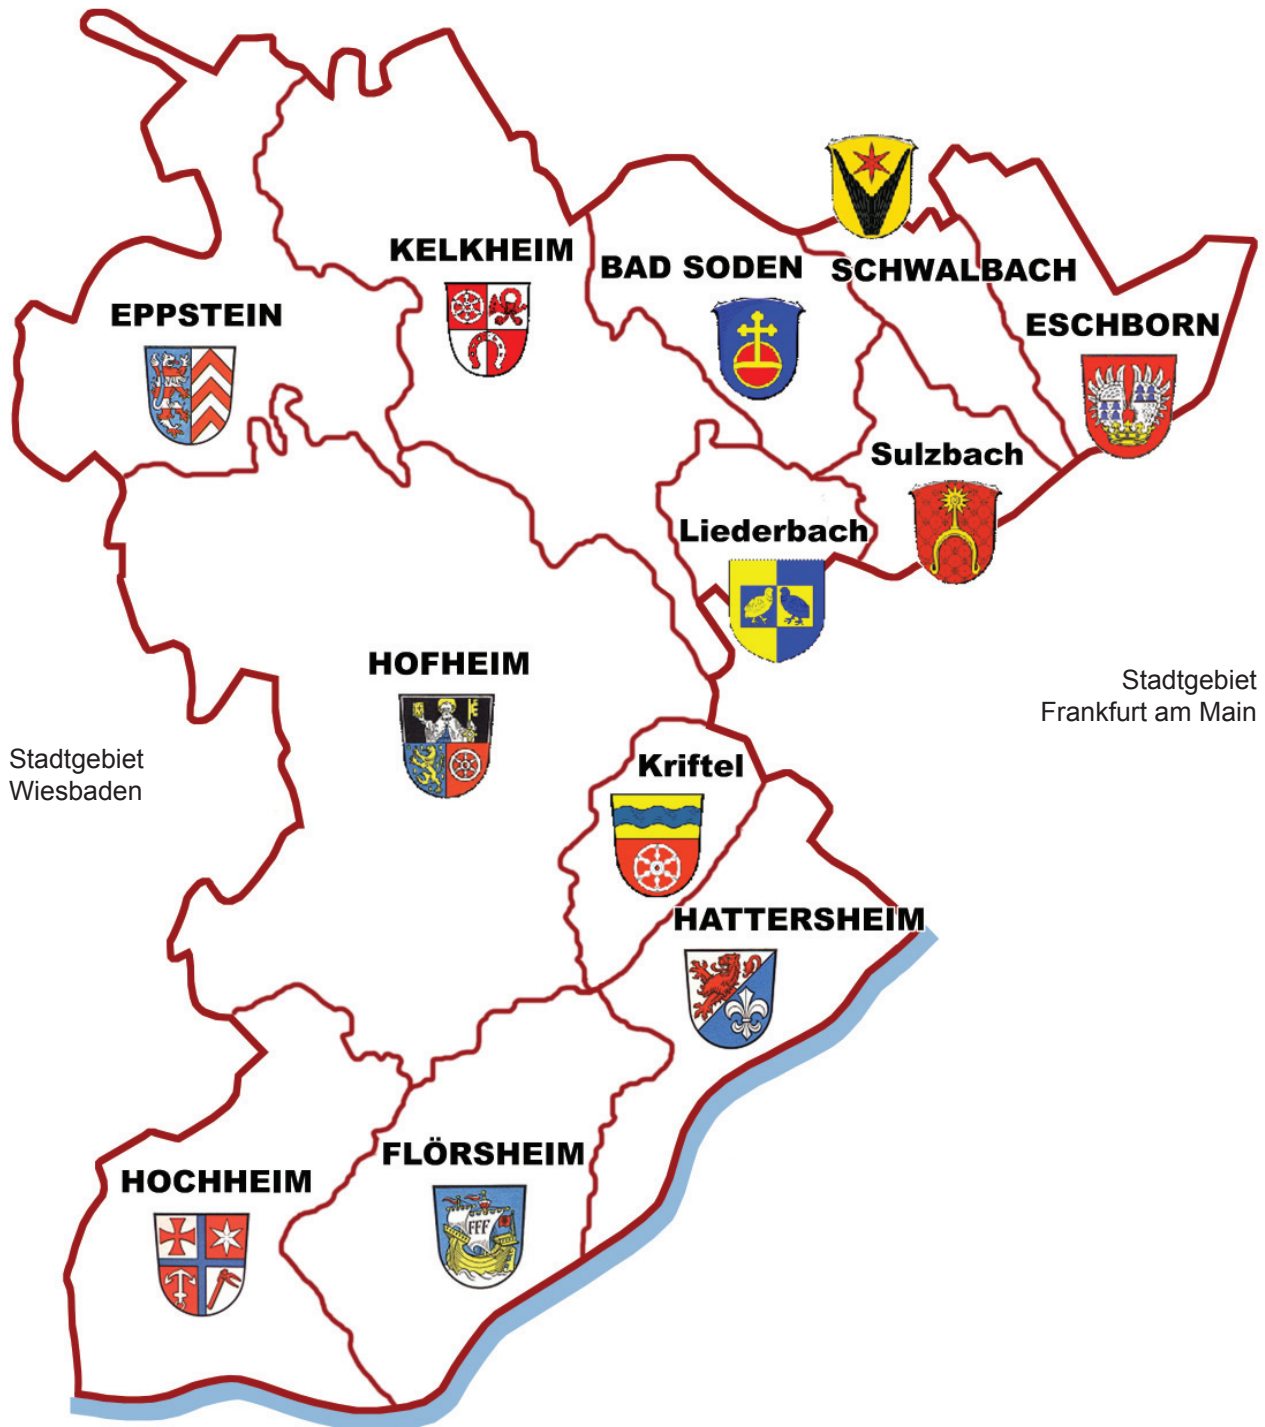 KELKHEIM
BAD SODEN
SCHWALBACH
EPPSTEIN
ESCHBORN
Sulzbach
Liederbach
HOFHEIM
Stadtgebiet
Frankfurt am Main
Stadtgebiet
Wiesbaden
Kriftel
HATTERSHEIM
FLÖRSHEIM
HOCHHEIM
FFF